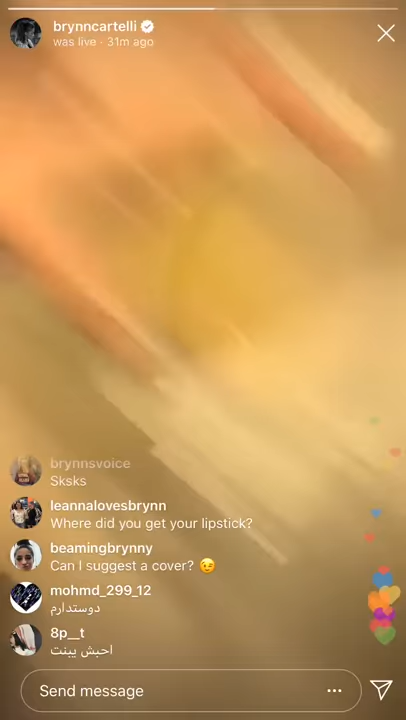 brynncartelli
was live · 31m ago
brynnsvoice
Sksks
leannalovesbrynn
Where did you get your lipstick?
beamingbrynny
Can I suggest a cover? 😉
mohmd_299_12
دوستدارم
8p__t
احبش يبنت
Send message